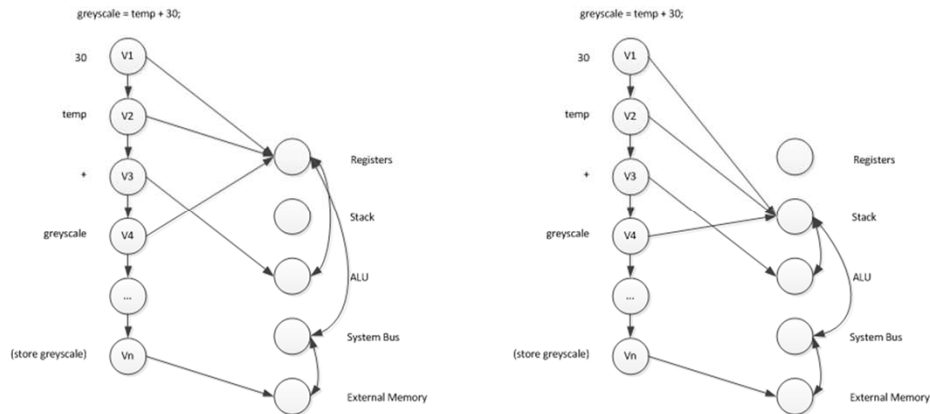 greyscale = temp + 30;
30
V1
temp
V2
+
V3
greyscale
V4
...
(store greyscale)
Vn
Registers
Stack
ALU
System Bus
External Memory
greyscale = temp + 30;
30
V1
temp
V2
+
V3
greyscale
V4
...
(store greyscale)
Vn
Registers
Stack
ALU
System Bus
External Memory